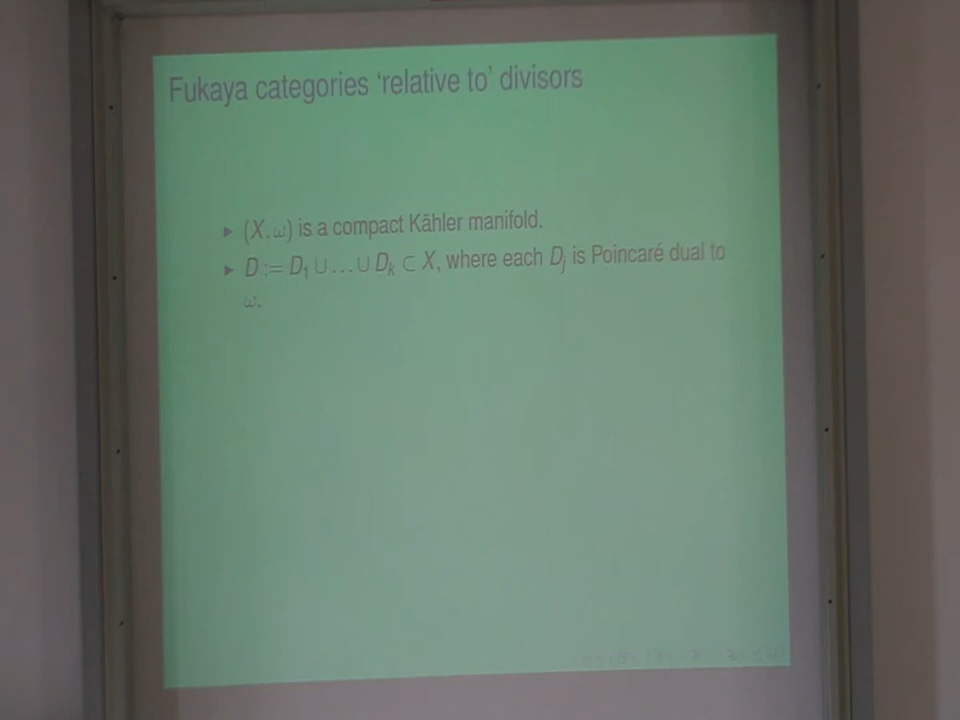 Fukaya categories ‘relative to’ divisors
▶ (X, ω) is a compact Kähler manifold.
▶ D := D₁ ∪ … ∪ Dₖ ⊂ X, where each Dⱼ is Poincaré dual to
ω.